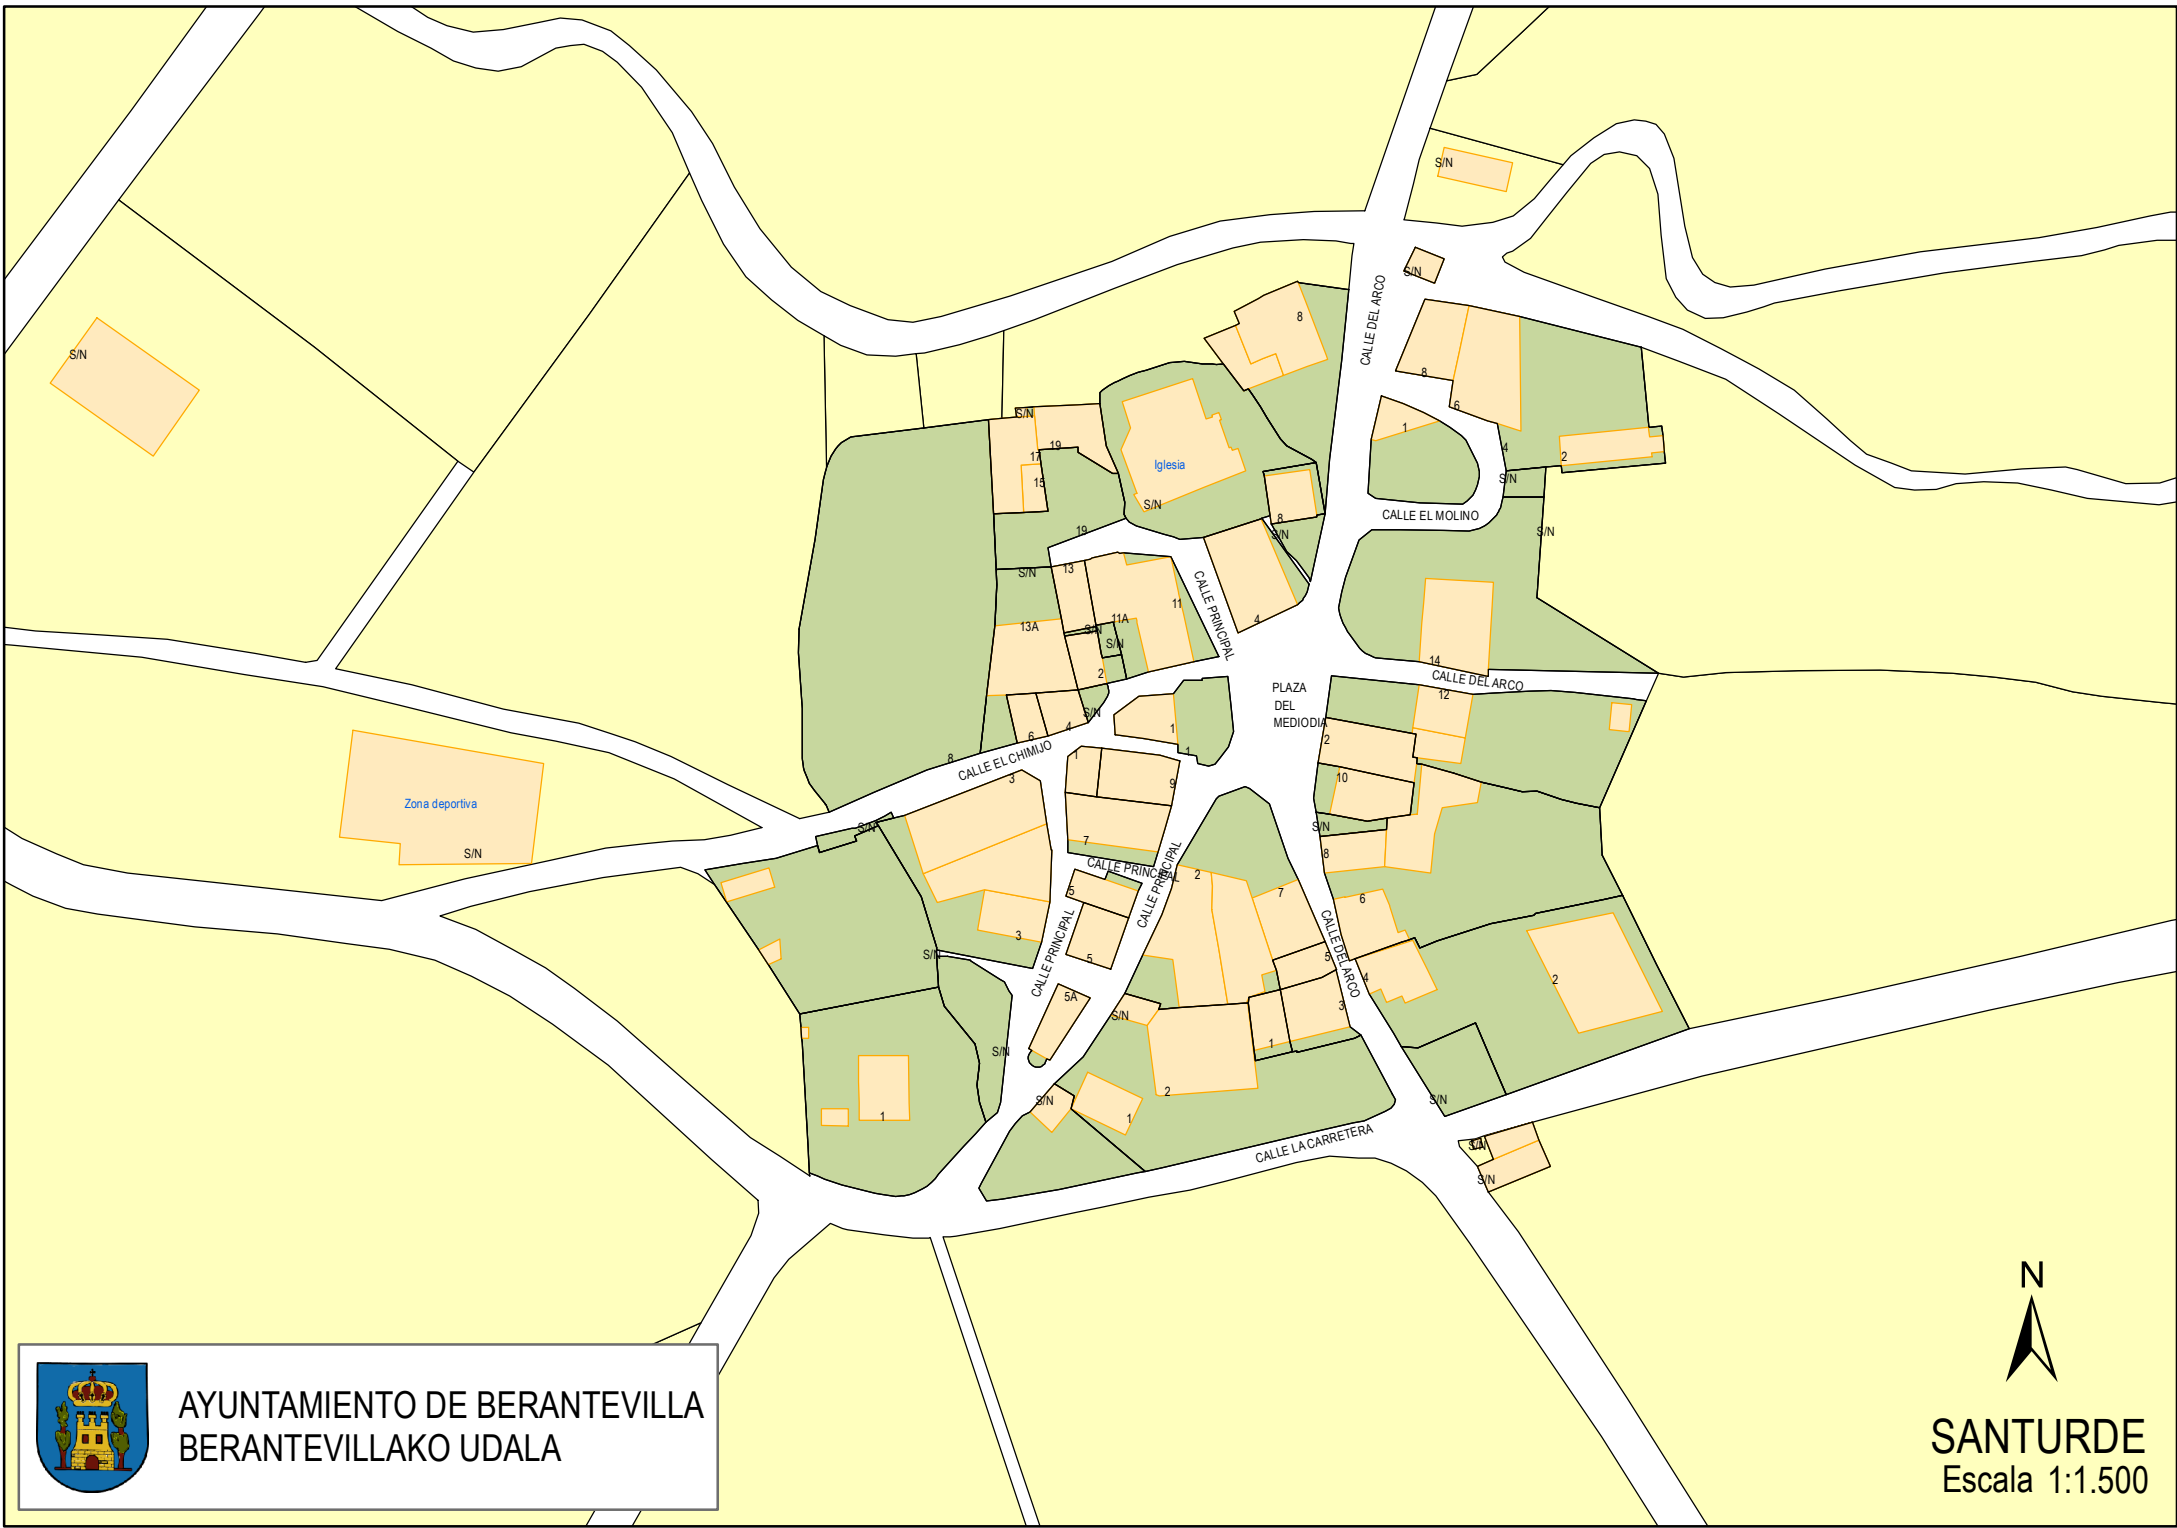 S/N
S/N
CALLE DEL ARCO
8
8
6
1
4
2
S/N
S/N
S/N
19
17
15
Iglesia
S/N
8
S/N
CALLE EL MOLINO
S/N
19
S/N
13
11
11A
13A
S/N
S/N
2
CALLE PRINCIPAL
4
14
CALLE DEL ARCO
12
PLAZA
DEL
MEDIODIA
2
10
S/N
8
6
S/N
4
6
8
CALLE EL CHIMIJO
3
1
1
1
9
7
CALLE PRINCIPAL
CALLE PRINCIPAL
2
7
5
5
CALLE PRINCIPAL
3
S/N
S/N
Zona deportiva
S/N
5A
S/N
S/N
CALLE DEL ARCO
5
3
4
2
1
2
1
S/N
1
S/N
CALLE LA CARRETERA
S/N
S/N
N
SANTURDE
Escala 1:1.500
AYUNTAMIENTO DE BERANTEVILLA
BERANTEVILLAKO UDALA